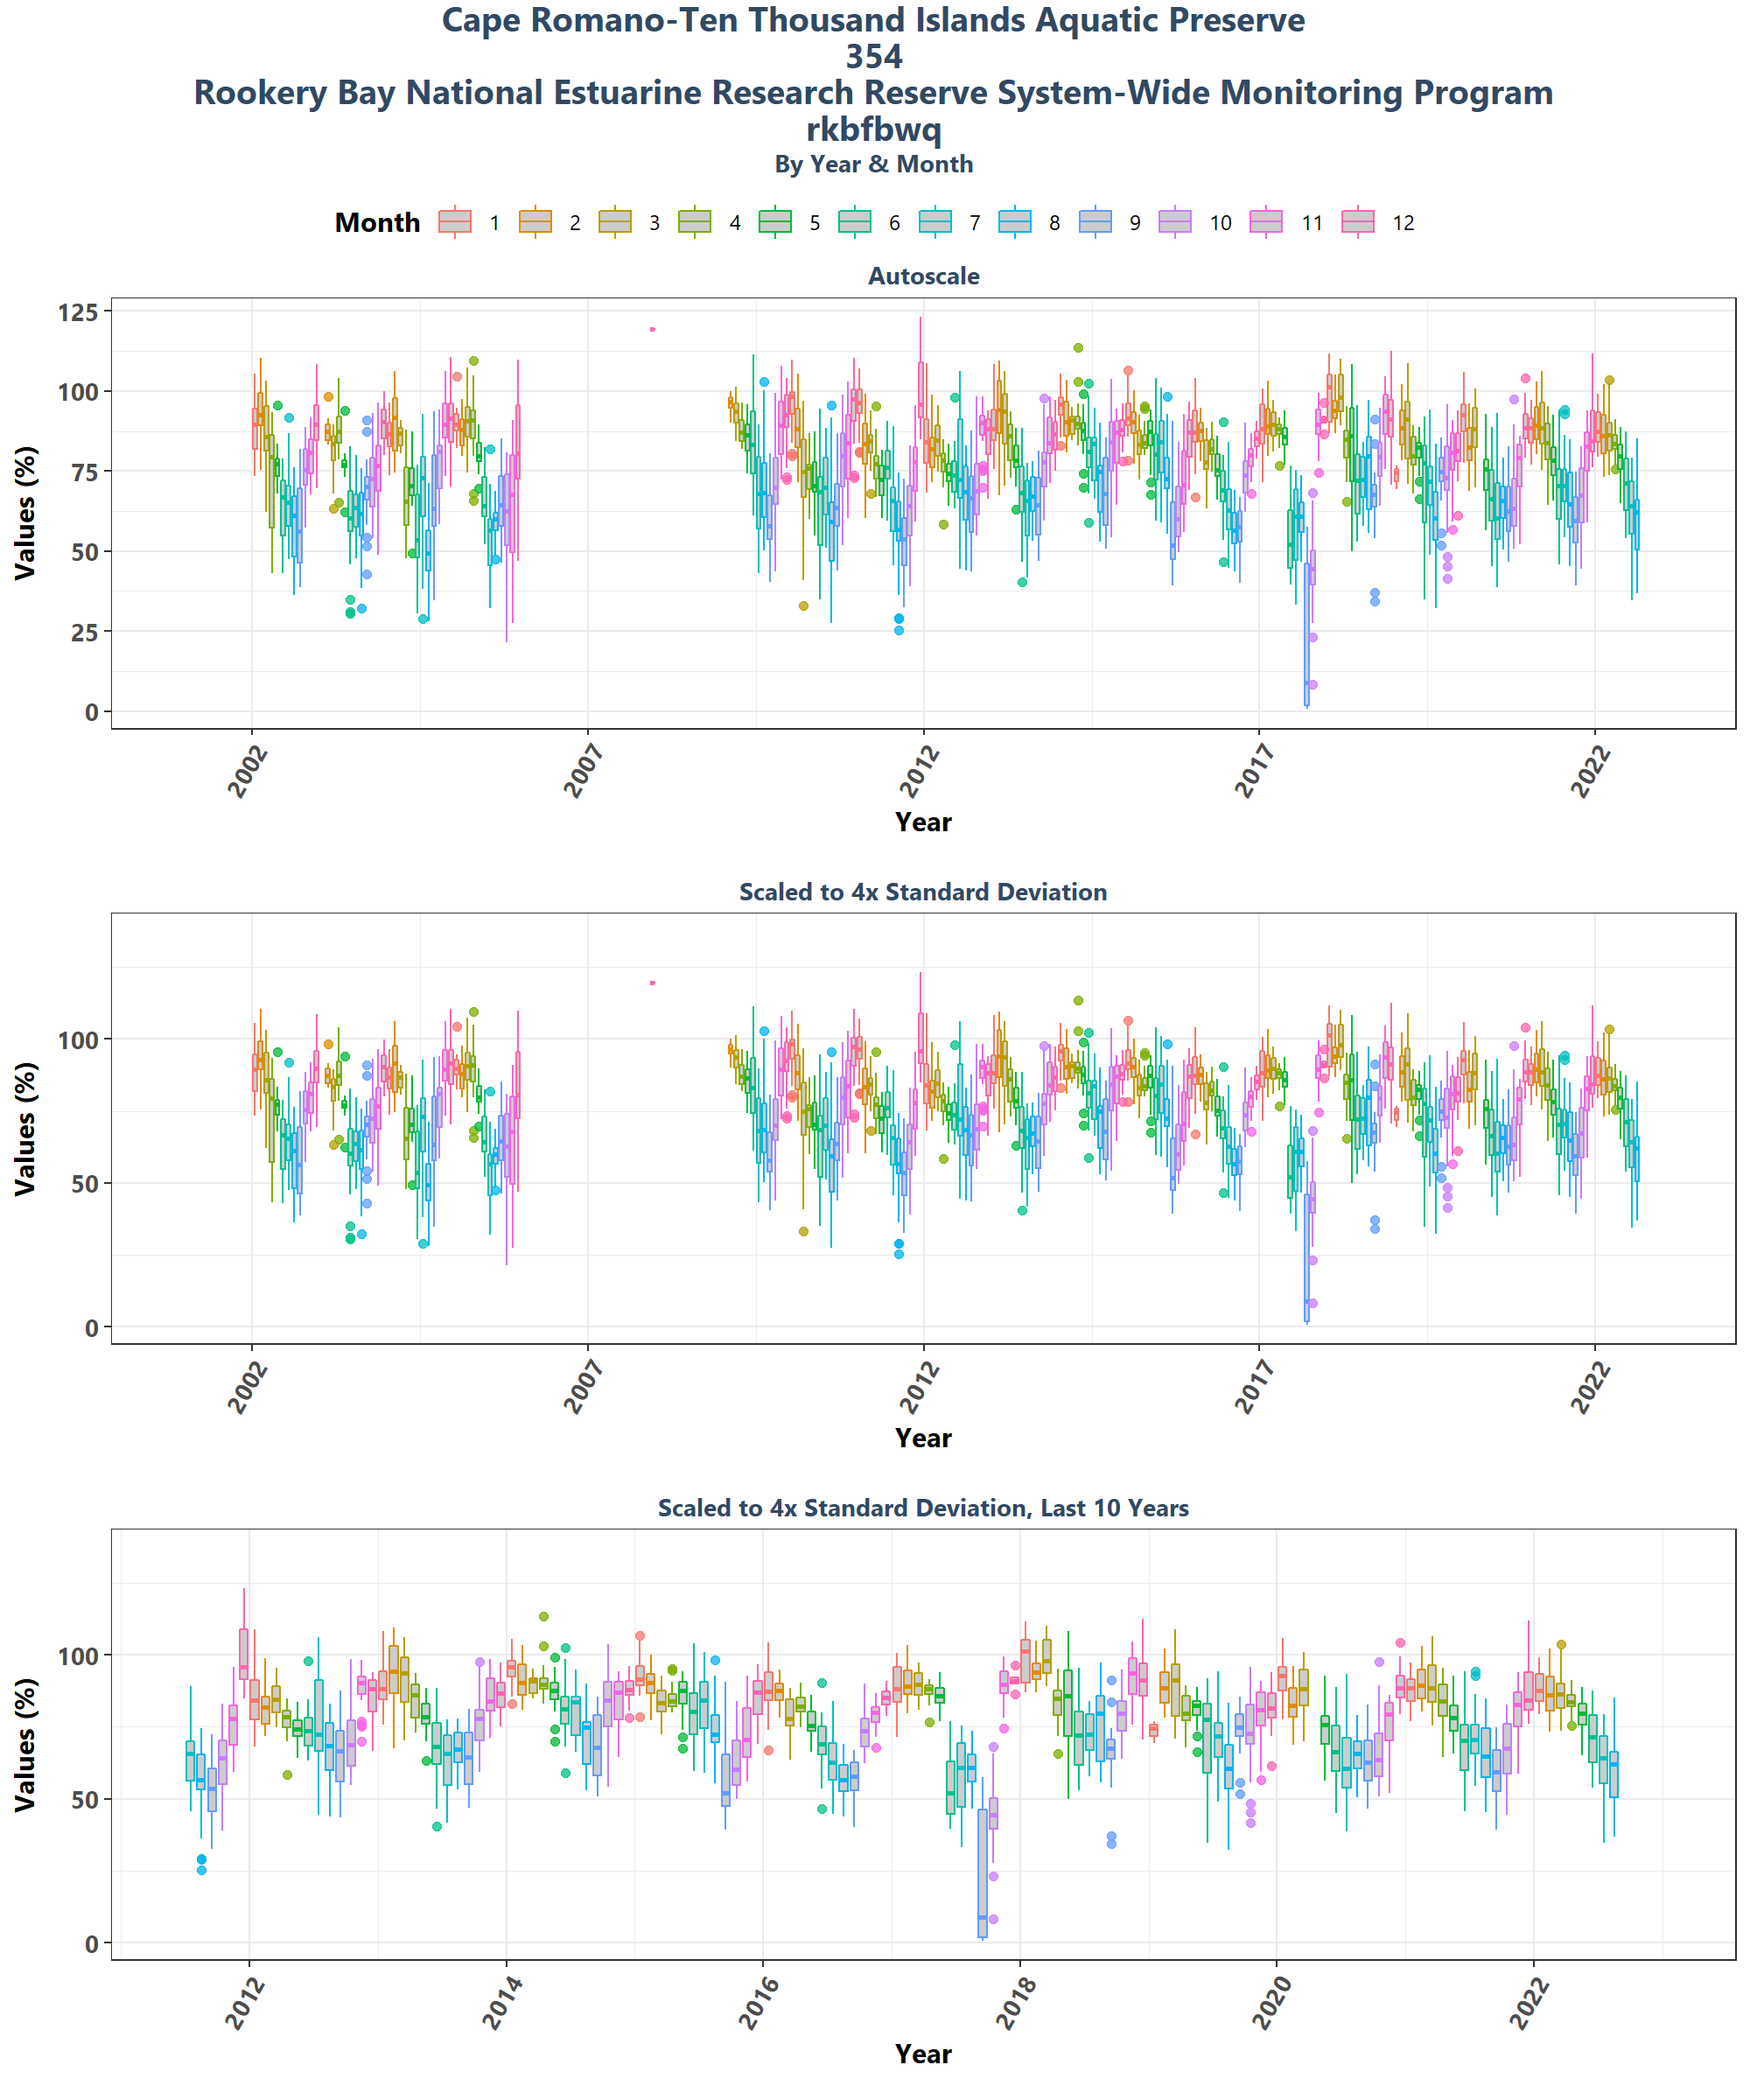 Cape Romano-Ten Thousand Islands Aquatic Preserve
354
Rookery Bay National Estuarine Research Reserve System-Wide Monitoring Program
rkbfbwq
By Year & Month
Month 1 2 3 4 5 6 7 8 9 10 11 12
Autoscale
Values (%)
125
100
75
50
25
0
2002 2007 2012 2017 2022
Year
Scaled to 4x Standard Deviation
Values (%)
100
50
0
2002 2007 2012 2017 2022
Year
Scaled to 4x Standard Deviation, Last 10 Years
Values (%)
100
50
0
2012 2014 2016 2018 2020 2022
Year